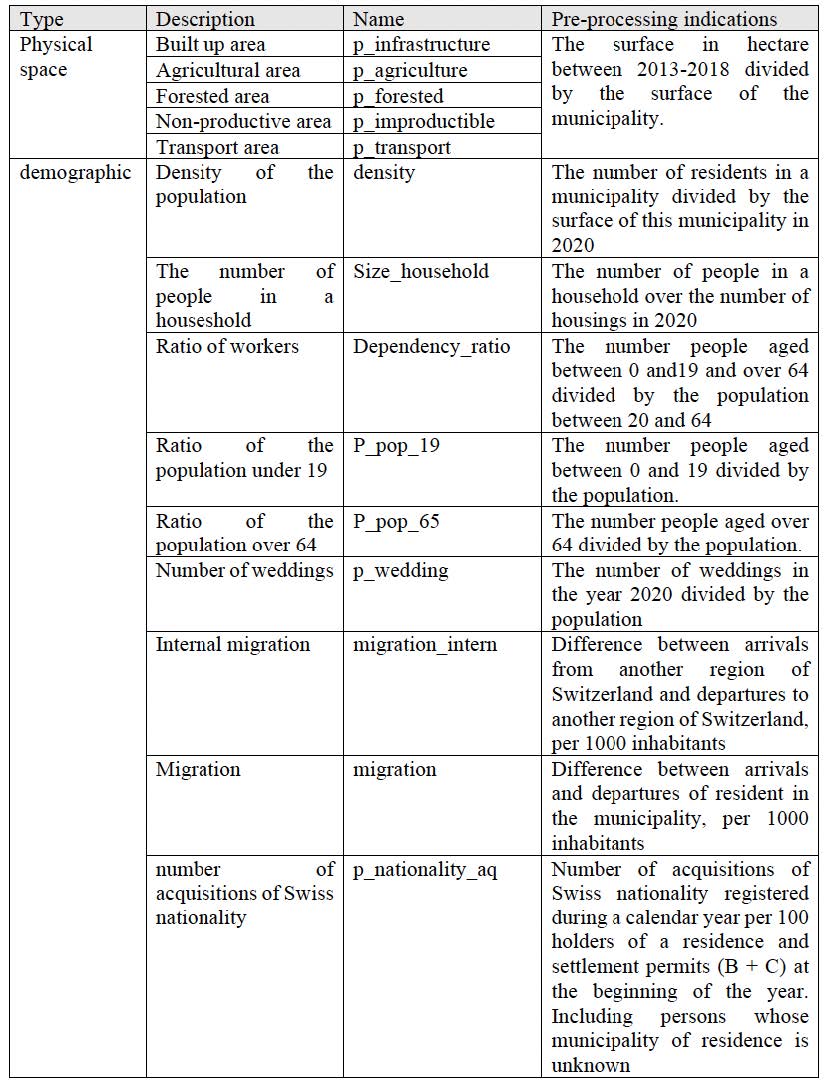 Type Description Name Pre-processing indications
Physical space
Built up area p_infrastructure
Agricultural area p_agriculture
Forested area p_forested
Non-productive area p_improductible
Transport area p_transport
The surface in hectare
between 2013-2018 divided
by the surface of the
municipality.
demographic
Density of the
population
density
The number of residents in a
municipality divided by the
surface of this municipality in
2020
The number of
people in a
houseshold
Size_household
The number of people in a
household over the number of
housings in 2020
Ratio of workers
Dependency_ratio
The number people aged
between 0 and19 and over 64
divided by the population
between 20 and 64
Ratio of the
population under 19
P_pop_19
The number people aged
between 0 and 19 divided by
the population.
Ratio of the
population over 64
P_pop_65
The number people aged over
64 divided by the population.
Number of weddings
p_wedding
The number of weddings in
the year 2020 divided by the
population
Internal migration
migration_intern
Difference between arrivals
from another region of
Switzerland and departures to
another region of Switzerland,
per 1000 inhabitants
Migration
migration
Difference between arrivals
and departures of resident in
the municipality, per 1000
inhabitants
number of
acquisitions of Swiss
nationality
p_nationality_aq
Number of acquisitions of
Swiss nationality registered
during a calendar year per 100
holders of a residence and
settlement permits (B + C) at
the beginning of the year.
Including persons whose
municipality of residence is
unknown